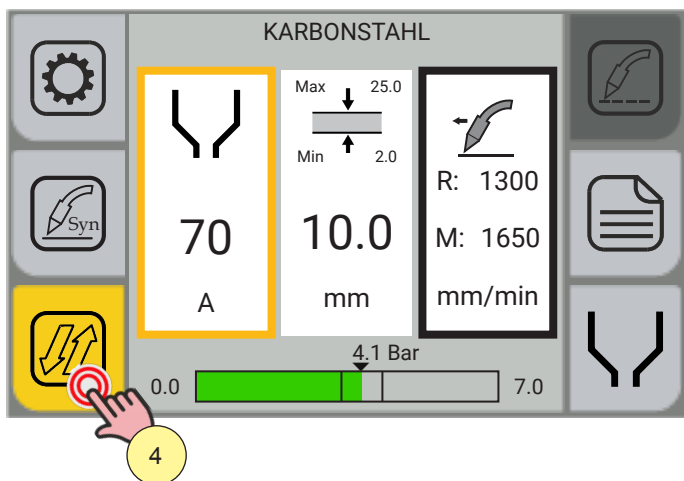 KARBONSTAHL
Max 25.0
Min 2.0
70
A
10.0
mm
R: 1300
M: 1650
mm/min
Syn
4.1 Bar
0.0
7.0
4